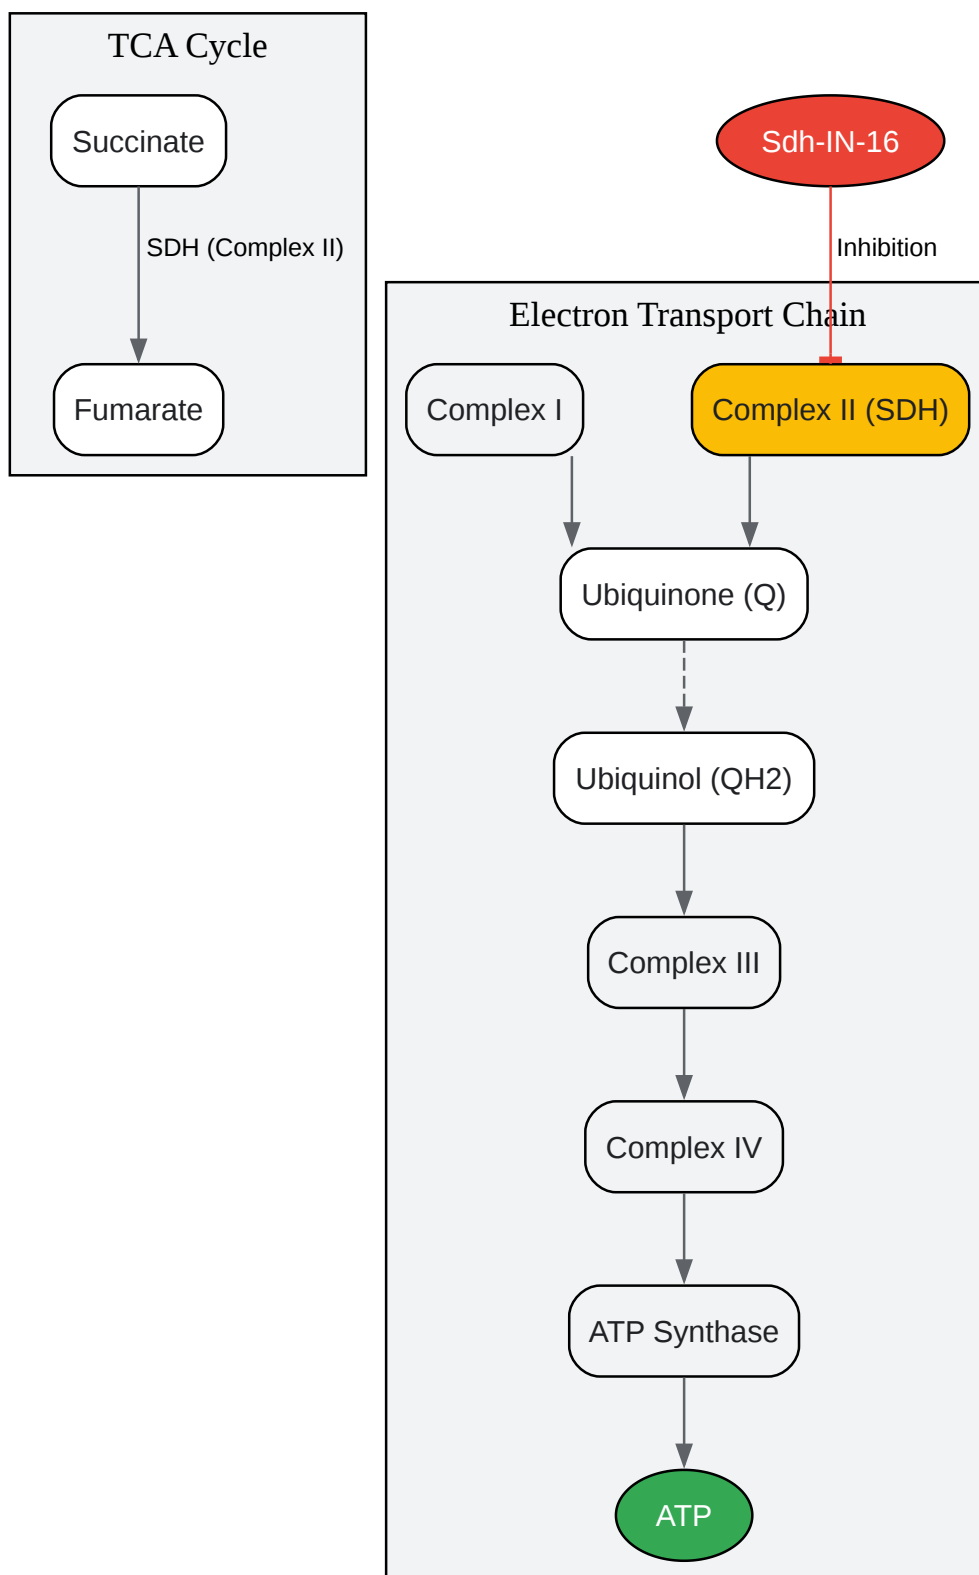 TCA Cycle
Succinate
SDH (Complex II)
Fumarate
Sdh-IN-16
Inhibition
Electron Transport Chain
Complex I
Complex II (SDH)
Ubiquinone (Q)
Ubiquinol (QH2)
Complex III
Complex IV
ATP Synthase
ATP